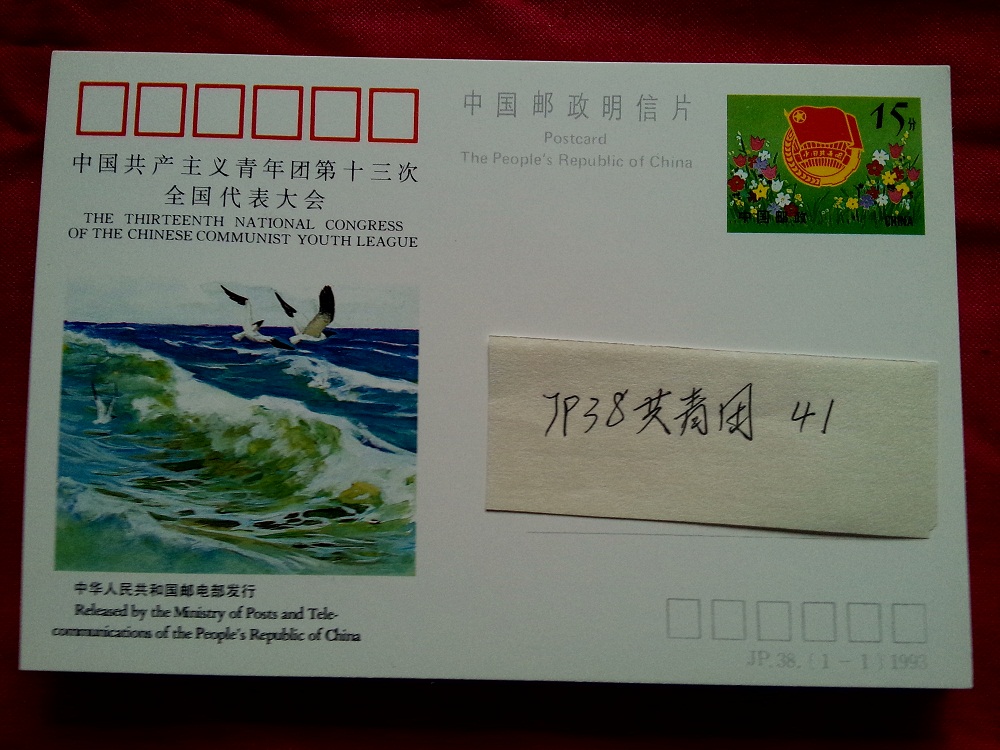 中国共产主义青年团第十三次
全国代表大会
THE THIRTEENTH NATIONAL CONGRESS
OF THE CHINESE COMMUNIST YOUTH LEAGUE
中国邮政明信片
Postcard
The People's Republic of China
15分
中国邮政
CHINA
JP38共青团 41
中华人民共和国邮电部发行
Released by the Ministry of Posts and Tele-
communications of the People's Republic of China
JP.38.(1-1)1993